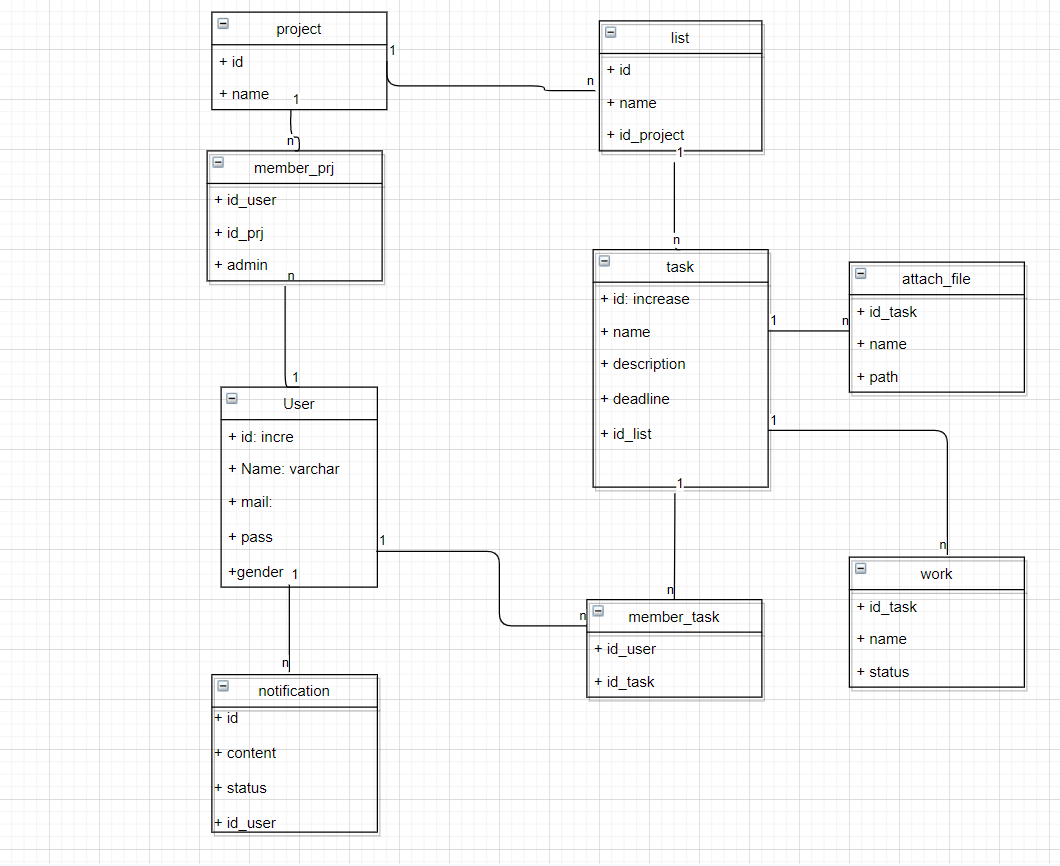 project
+ id
+ name
1
1
n
list
+ id
+ name
+ id_project
1
n
n
member_prj
+ id_user
+ id_prj
+ admin
n
1
User
+ id: incre
+ Name: varchar
+ mail:
+ pass
+gender
1
1
n
n
notification
+ id
+ content
+ status
+ id_user
task
+ id: increase
+ name
+ description
+ deadline
+ id_list
1
1
1
n
n
n
attach_file
+ id_task
+ name
+ path
member_task
+ id_user
+ id_task
work
+ id_task
+ name
+ status